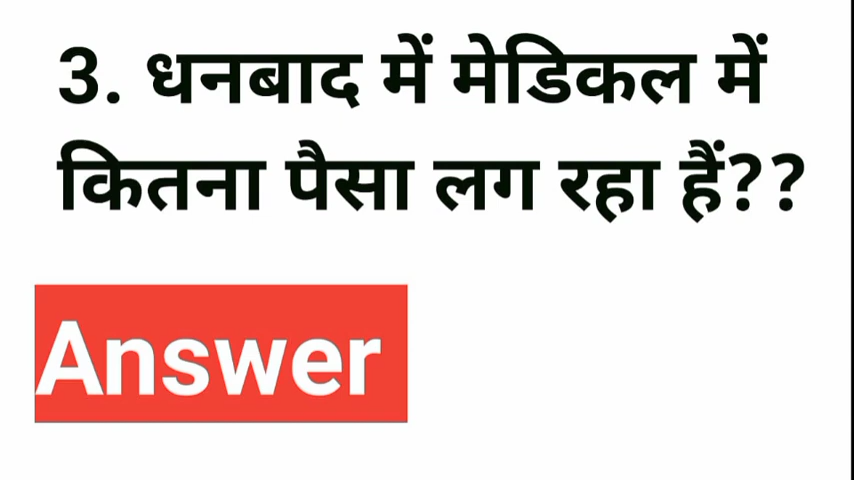 3. धनबाद में मेडिकल में
कितना पैसा लग रहा हैं??
Answer